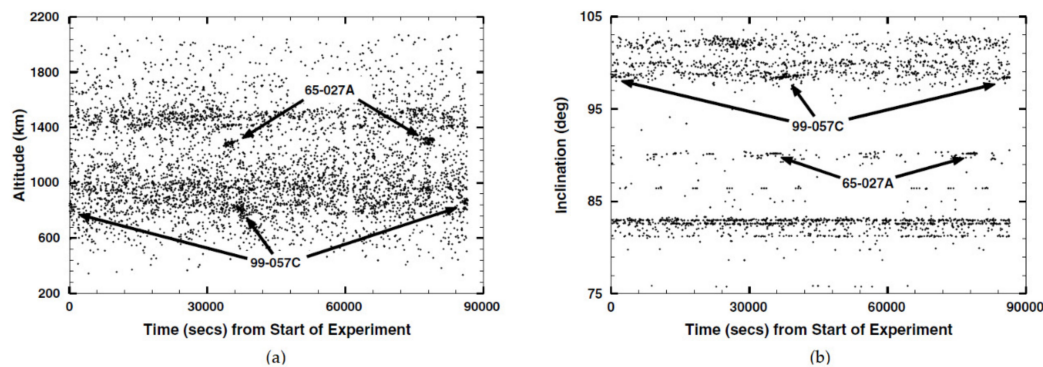 2200
1800
1400
1000
600
200
Altitude (km)
65-027A
99-057C
0 30000 60000 90000
Time (secs) from Start of Experiment
(a)
105
95
85
75
Inclination (deg)
99-057C
65-027A
0 30000 60000 90000
Time (secs) from Start of Experiment
(b)